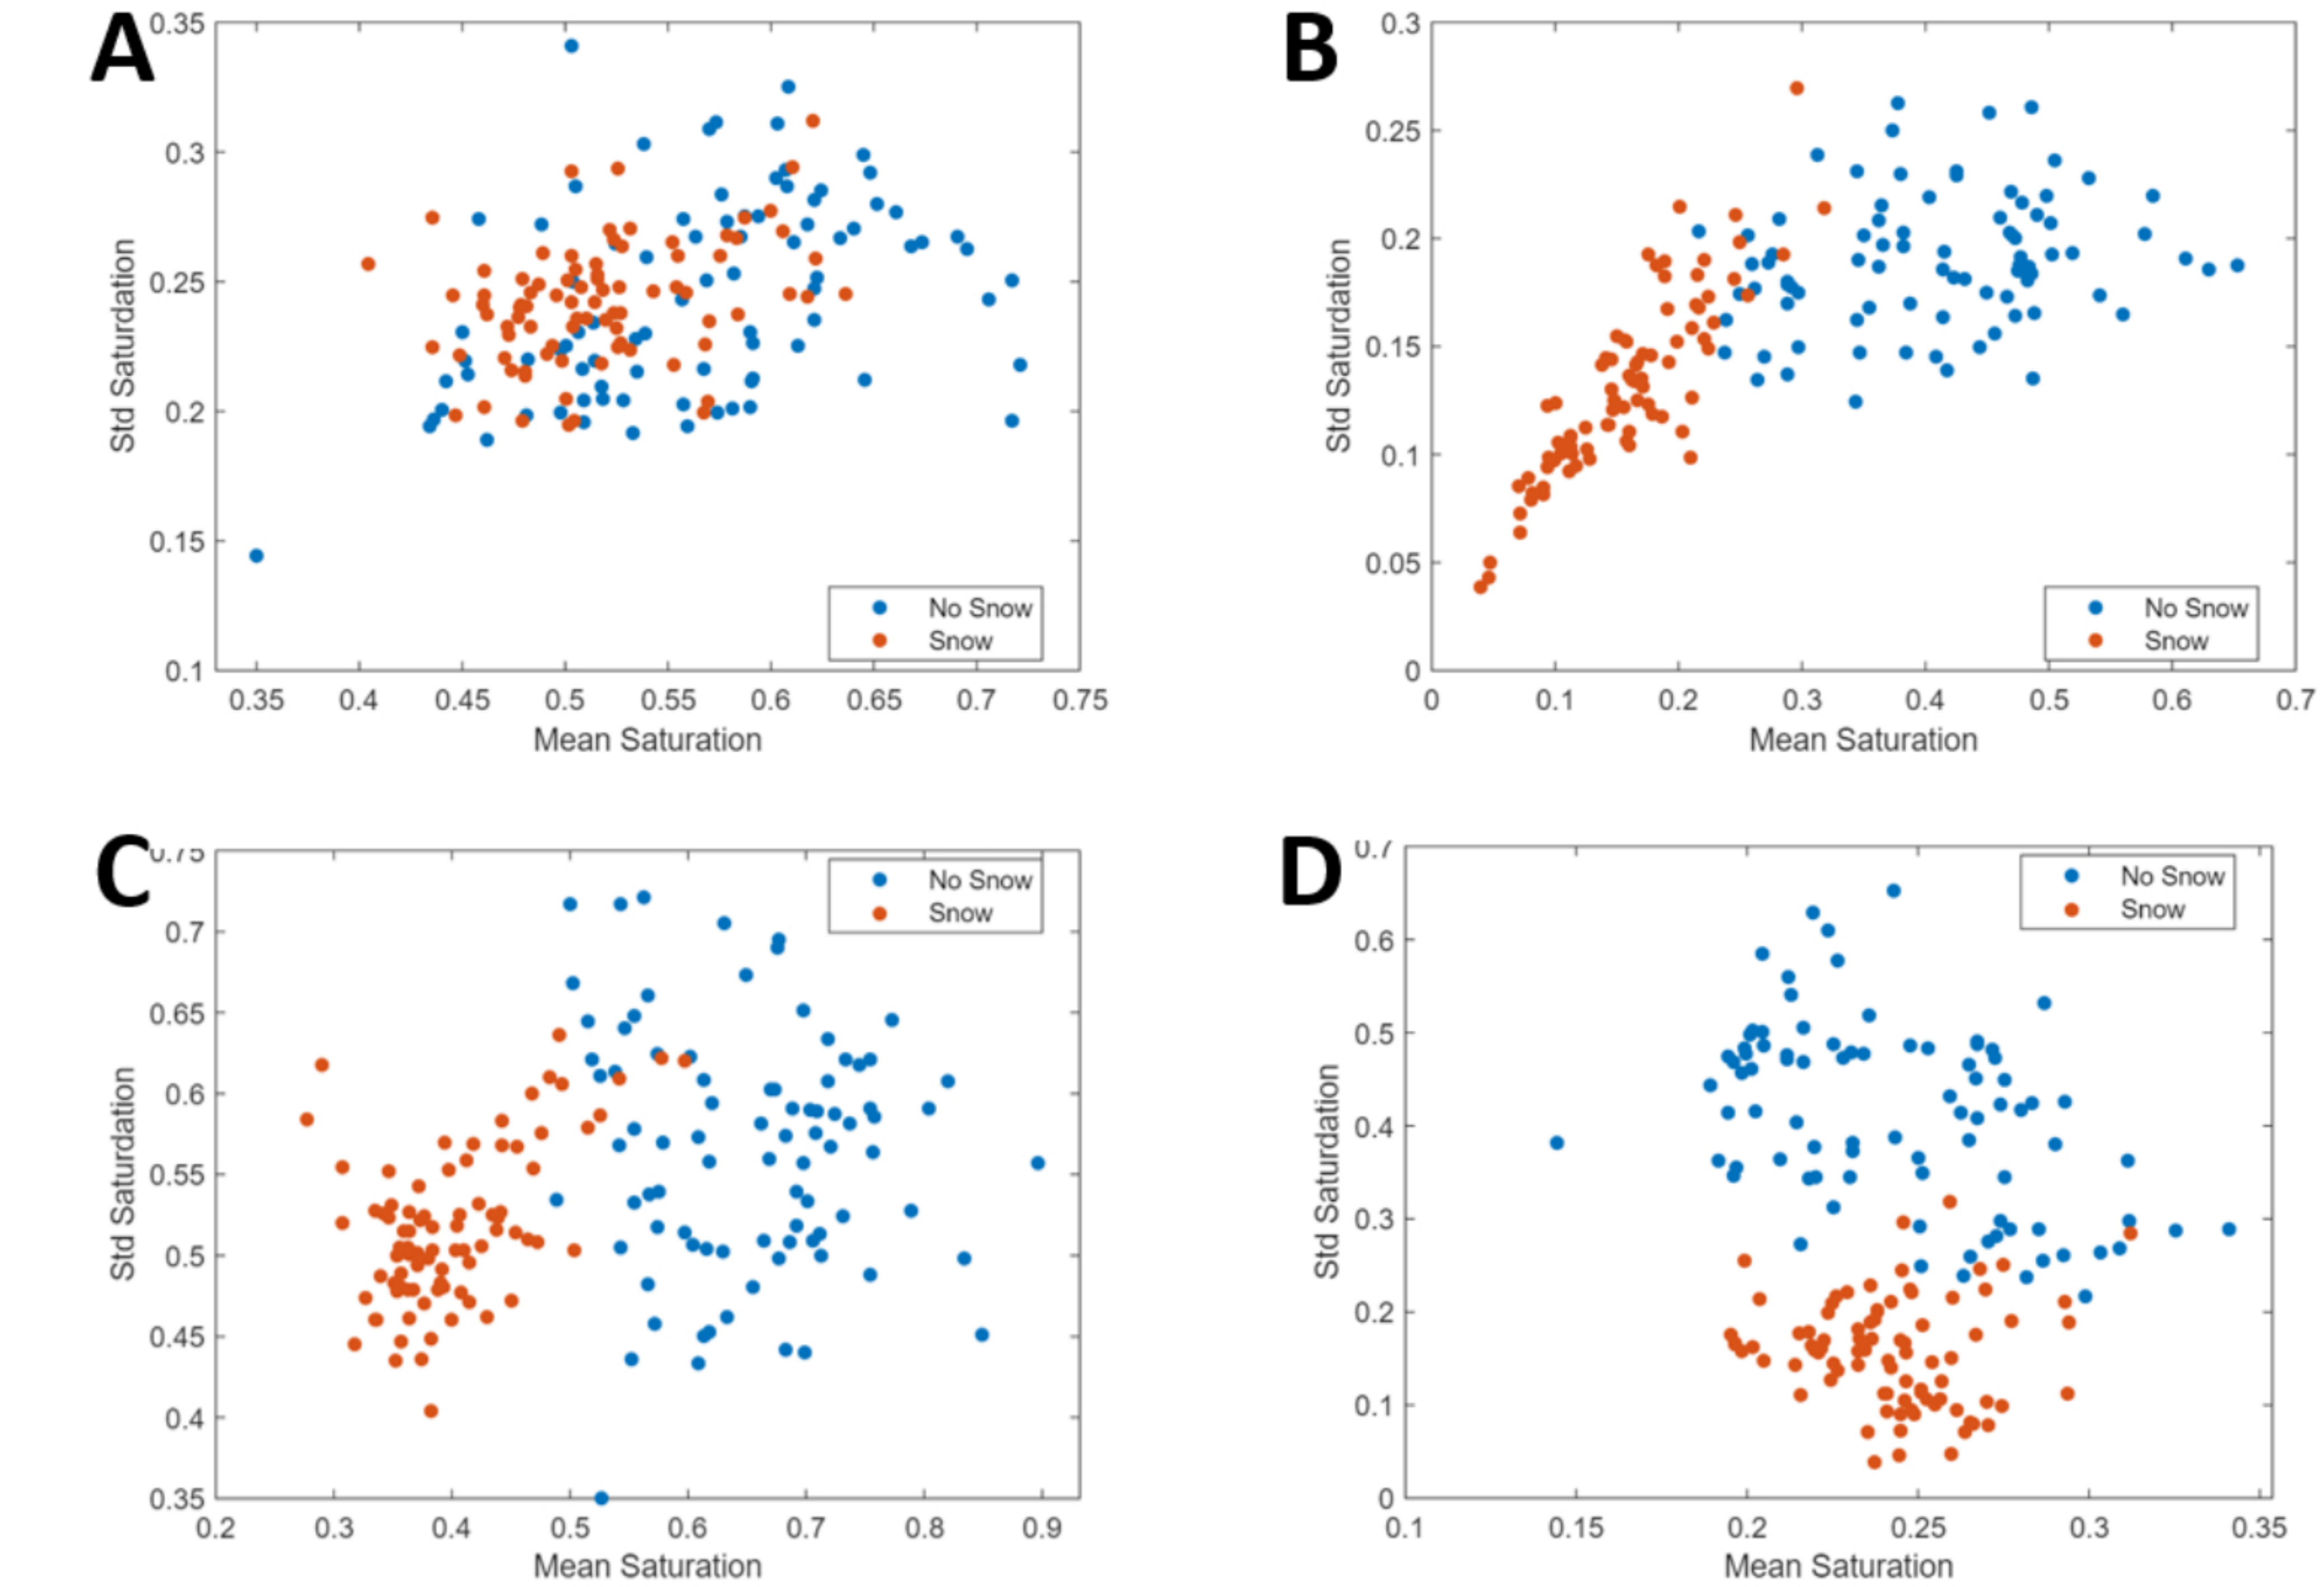 A
0.35
0.3
0.25
0.2
0.15
0.1
Std Saturdation
0.35 0.4 0.45 0.5 0.55 0.6 0.65 0.7 0.75
Mean Saturation
No Snow
Snow
B
0.3
0.25
0.2
0.15
0.1
0.05
0
Std Saturdation
0 0.1 0.2 0.3 0.4 0.5 0.6 0.7
Mean Saturation
No Snow
Snow
C
0.75
0.7
0.65
0.6
0.55
0.5
0.45
0.4
0.35
Std Saturdation
0.2 0.3 0.4 0.5 0.6 0.7 0.8 0.9
Mean Saturation
No Snow
Snow
D
0.7
0.6
0.5
0.4
0.3
0.2
0.1
0
Std Saturdation
0.1 0.15 0.2 0.25 0.3 0.35
Mean Saturation
No Snow
Snow